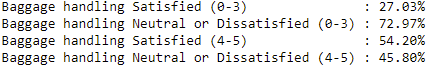 Baggage handling Satisfied (0-3) : 27.03%
Baggage handling Neutral or Dissatisfied (0-3) : 72.97%
Baggage handling Satisfied (4-5) : 54.20%
Baggage handling Neutral or Dissatisfied (4-5) : 45.80%